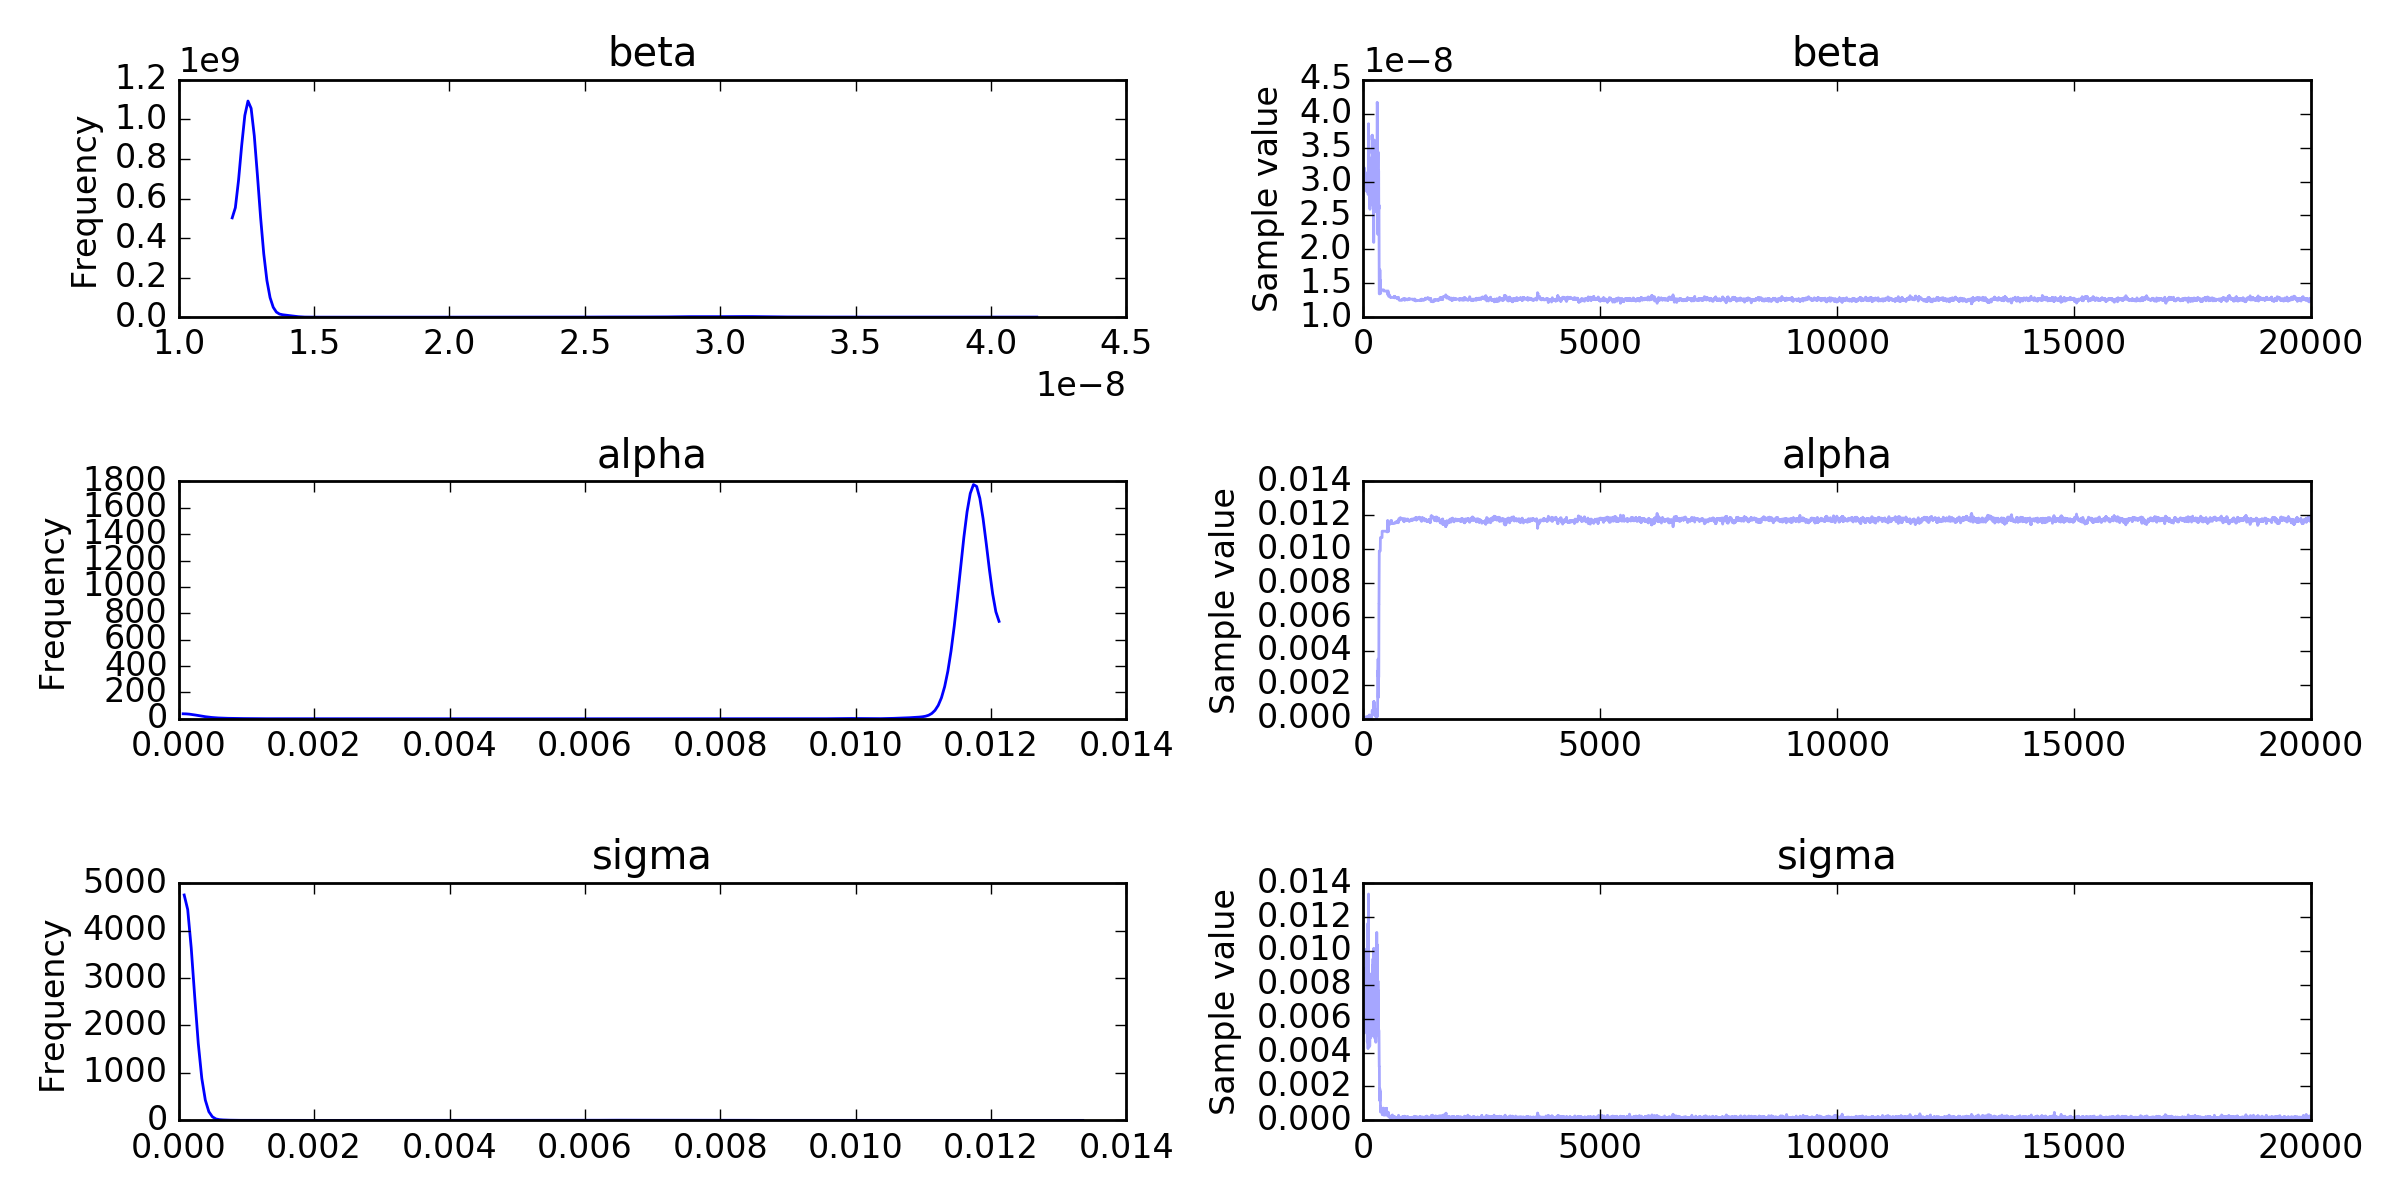 beta
1e9
Frequency
1.2
1.0
0.8
0.6
0.4
0.2
0.0
1.0 1.5 2.0 2.5 3.0 3.5 4.0 4.5
1e−8
beta
1e−8
Sample value
4.5
4.0
3.5
3.0
2.5
2.0
1.5
1.0
0 5000 10000 15000 20000
alpha
Frequency
1800
1600
1400
1200
1000
800
600
400
200
0
0.000 0.002 0.004 0.006 0.008 0.010 0.012 0.014
alpha
Sample value
0.014
0.012
0.010
0.008
0.006
0.004
0.002
0.000
0 5000 10000 15000 20000
sigma
Frequency
5000
4000
3000
2000
1000
0
0.000 0.002 0.004 0.006 0.008 0.010 0.012 0.014
sigma
Sample value
0.014
0.012
0.010
0.008
0.006
0.004
0.002
0.000
0 5000 10000 15000 20000